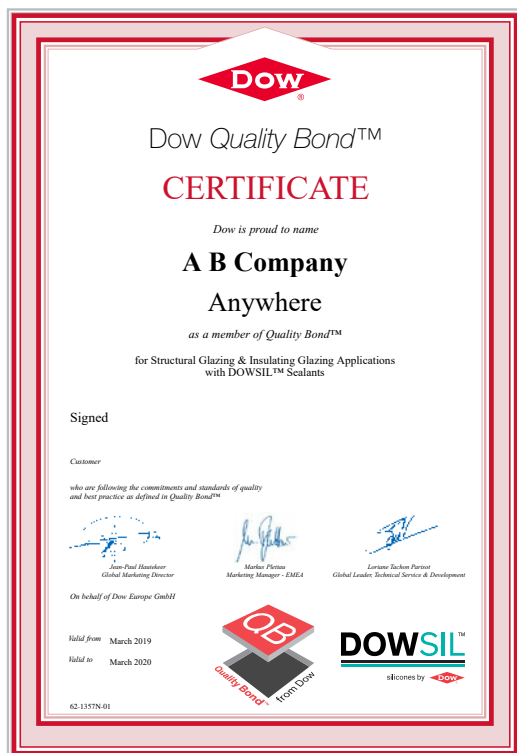 Dow
®
Dow Quality Bond™
CERTIFICATE
Dow is proud to name
A B Company
Anywhere
as a member of Quality Bond™
for Structural Glazing & Insulating Glazing Applications
with DOWSIL™ Sealants
Signed
Customer
who are following the commitments and standards of quality
and best practice as defined in Quality Bond™
Jean-Paul Hautekeer
Global Marketing Director
Markus Plettau
Marketing Manager - EMEA
Loriane Tachon Parisot
Global Leader, Technical Service & Development
On behalf of Dow Europe GmbH
Valid from March 2019
Valid to March 2020
QB
Quality Bond™ from Dow
DOWSIL™
silicones by Dow
62-1357N-01